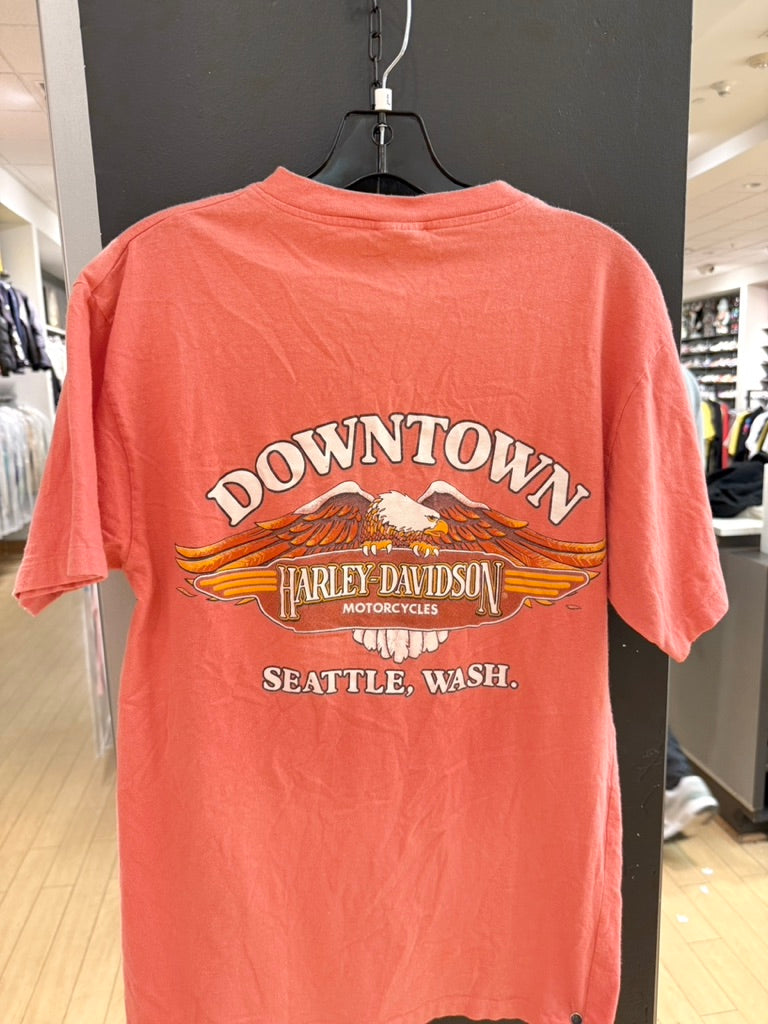 DOWNTOWN
HARLEY-DAVIDSON
MOTORCYCLES
SEATTLE, WASH.